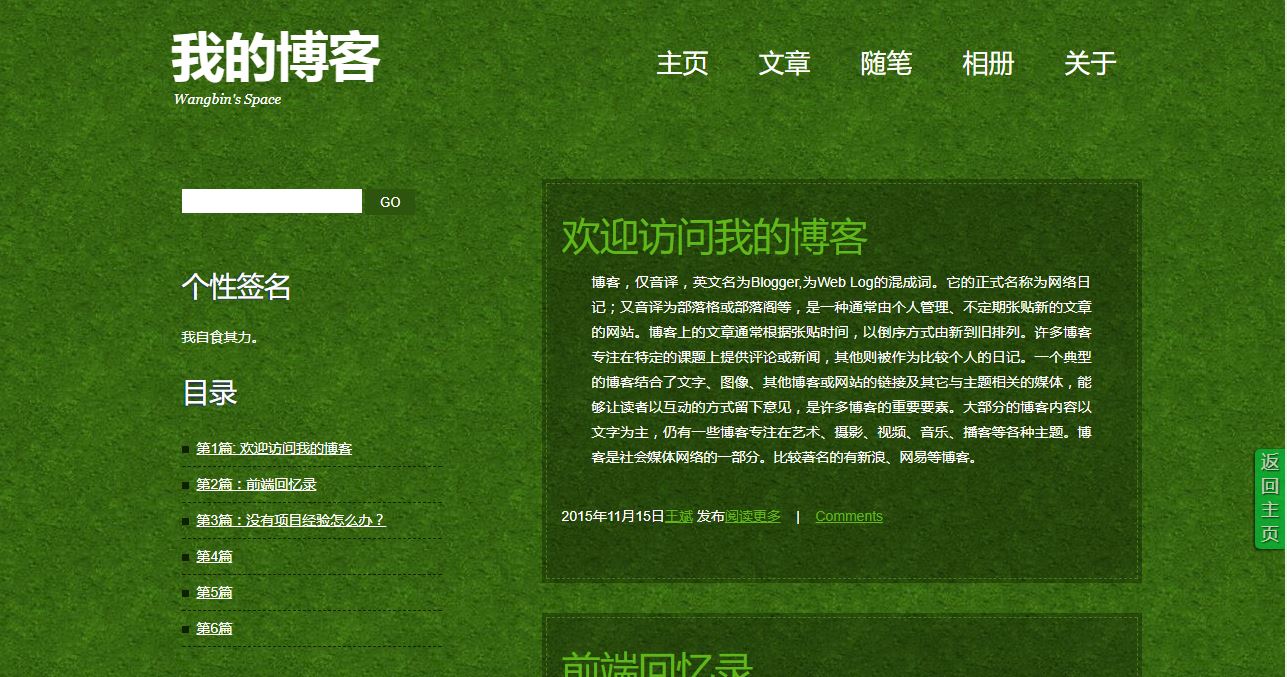 我的博客
Wangbin's Space
主页 文章 随笔 相册 关于
GO
个性签名
我自食其力。
目录
第1篇: 欢迎访问我的博客
第2篇：前端回忆录
第3篇：没有项目经验怎么办？
第4篇
第5篇
第6篇
欢迎访问我的博客
博客，仅音译，英文名为Blogger,为Web Log的混成词。它的正式名称为网络日
记；又音译为部落格或部落阁等，是一种通常由个人管理、不定期张贴新的文章
的网站。博客上的文章通常根据张贴时间，以倒序方式由新到旧排列。许多博客
专注在特定的课题上提供评论或新闻，其他则被作为比较个人的日记。一个典型
的博客结合了文字、图像、其他博客或网站的链接及其它与主题相关的媒体，能
够让读者以互动的方式留下意见，是许多博客的重要要素。大部分的博客内容以
文字为主，仍有一些博客专注在艺术、摄影、视频、音乐、播客等各种主题。博
客是社会媒体网络的一部分。比较著名的有新浪、网易等博客。
2015年11月15日王斌 发布阅读更多 | Comments
前端回忆录
返回主页